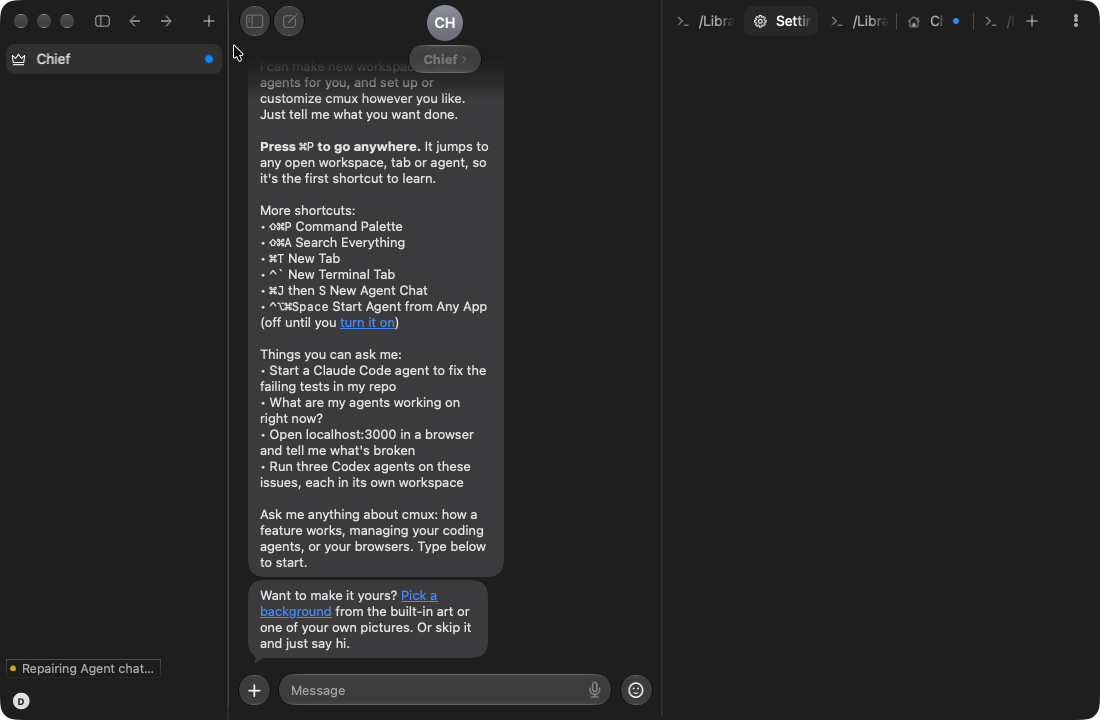 Chief
Repairing Agent chat...
D
CH
Chief ›
I can make new
agents for you, and set up or
customize cmux however you like.
Just tell me what you want done.
Press ⌘P to go anywhere. It jumps to
any open workspace, tab or agent, so
it's the first shortcut to learn.
More shortcuts:
• ⇧⌘P Command Palette
• ⇧⌘A Search Everything
• ⌘T New Tab
• ^` New Terminal Tab
• ⌘J then S New Agent Chat
• ^⌥⌘Space Start Agent from Any App
(off until you turn it on)
Things you can ask me:
• Start a Claude Code agent to fix the
failing tests in my repo
• What are my agents working on
right now?
• Open localhost:3000 in a browser
and tell me what's broken
• Run three Codex agents on these
issues, each in its own workspace
Ask me anything about cmux: how a
feature works, managing your coding
agents, or your browsers. Type below
to start.
Want to make it yours? Pick a
background from the built-in art or
one of your own pictures. Or skip it
and just say hi.
Message
/Libra
Settir
/Libra